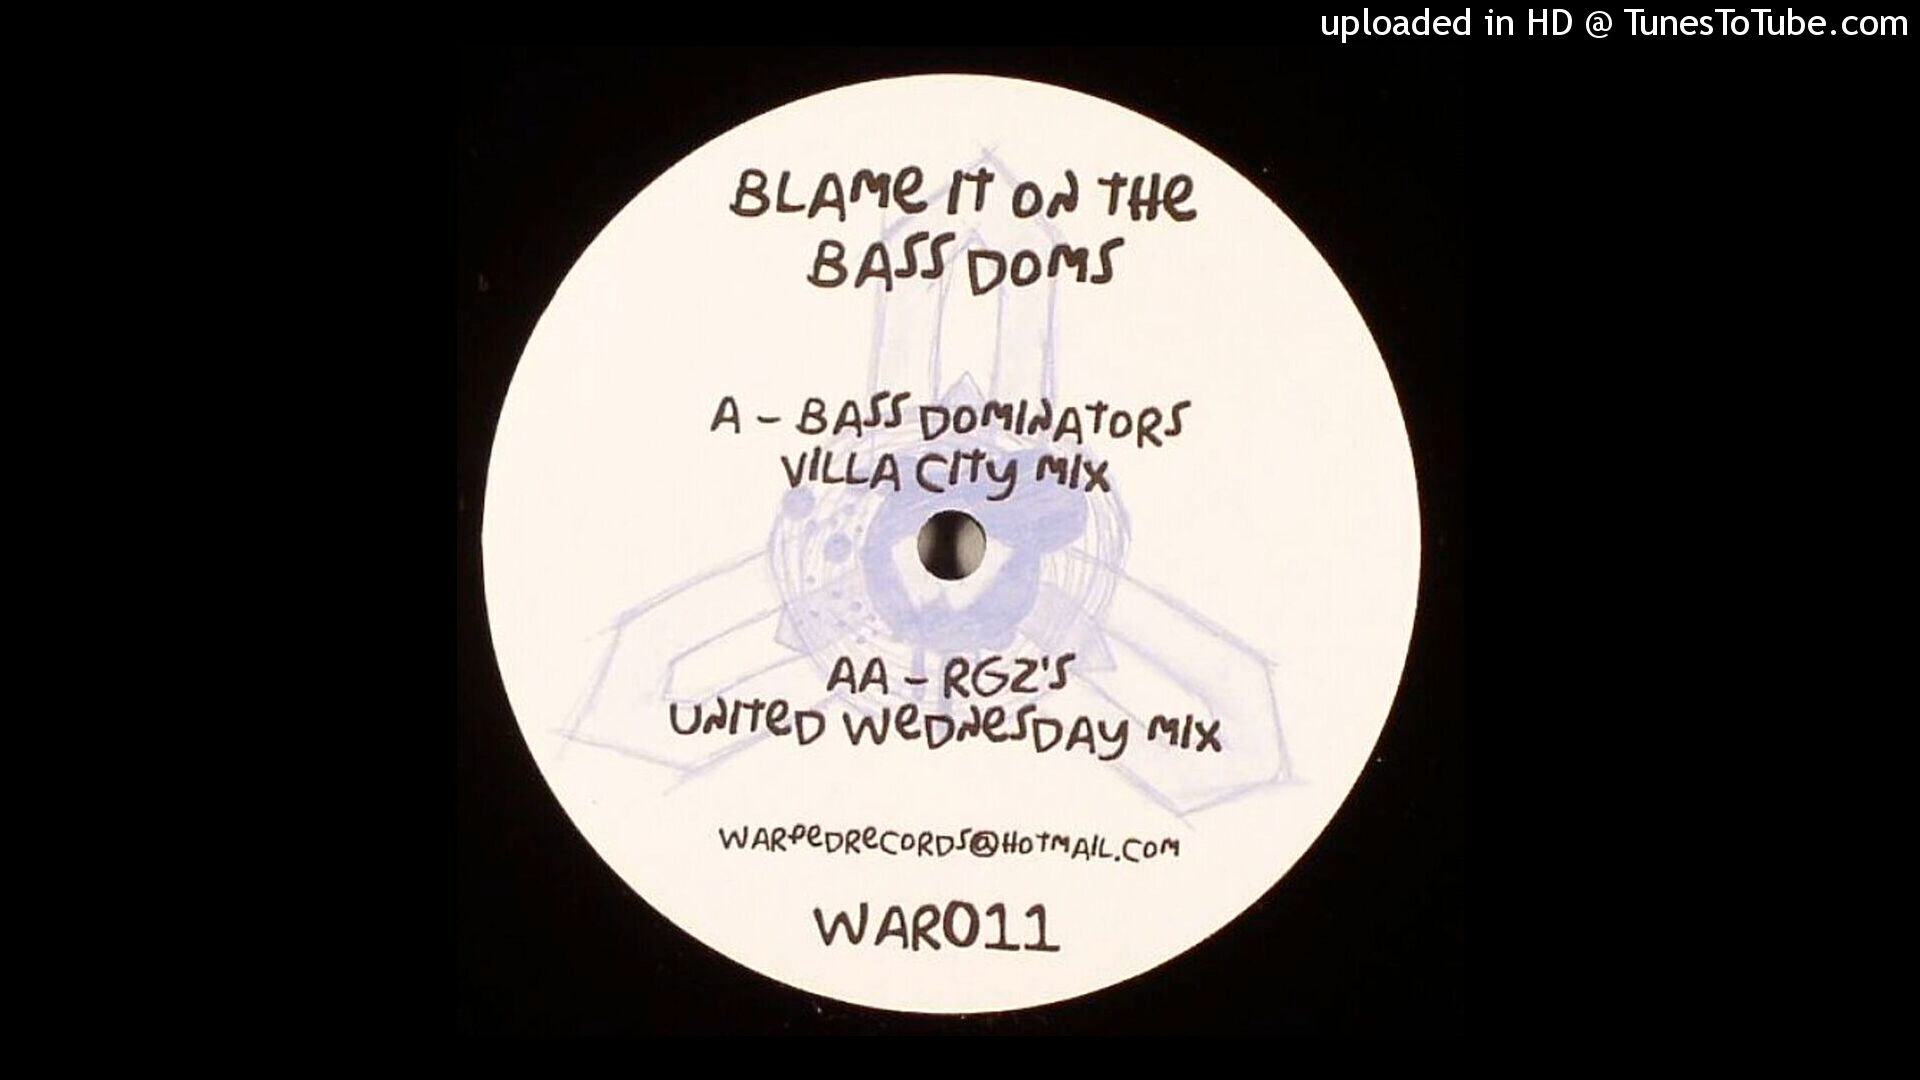 uploaded in HD @ TunesToTube.com
BLAMe IT ON THe
BASS DOMS
A - BASS DOMINATORS
VILLA CITy MIX
AA - RGZ'S
UNITeD WeDNeSDAy MIX
WARPeDReCORDS@HOTMAIL.COM
WAR011